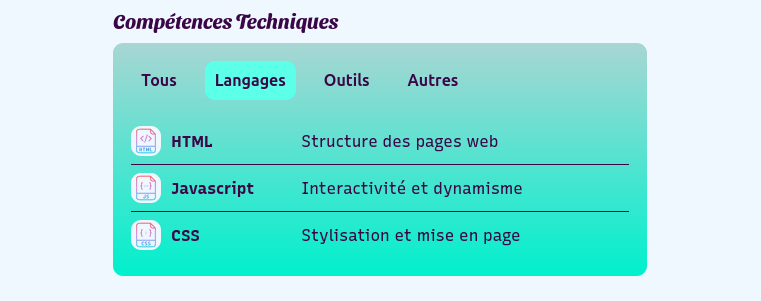 Compétences Techniques
Tous Langages Outils Autres
HTML HTML Structure des pages web
JS Javascript Interactivité et dynamisme
CSS CSS Stylisation et mise en page